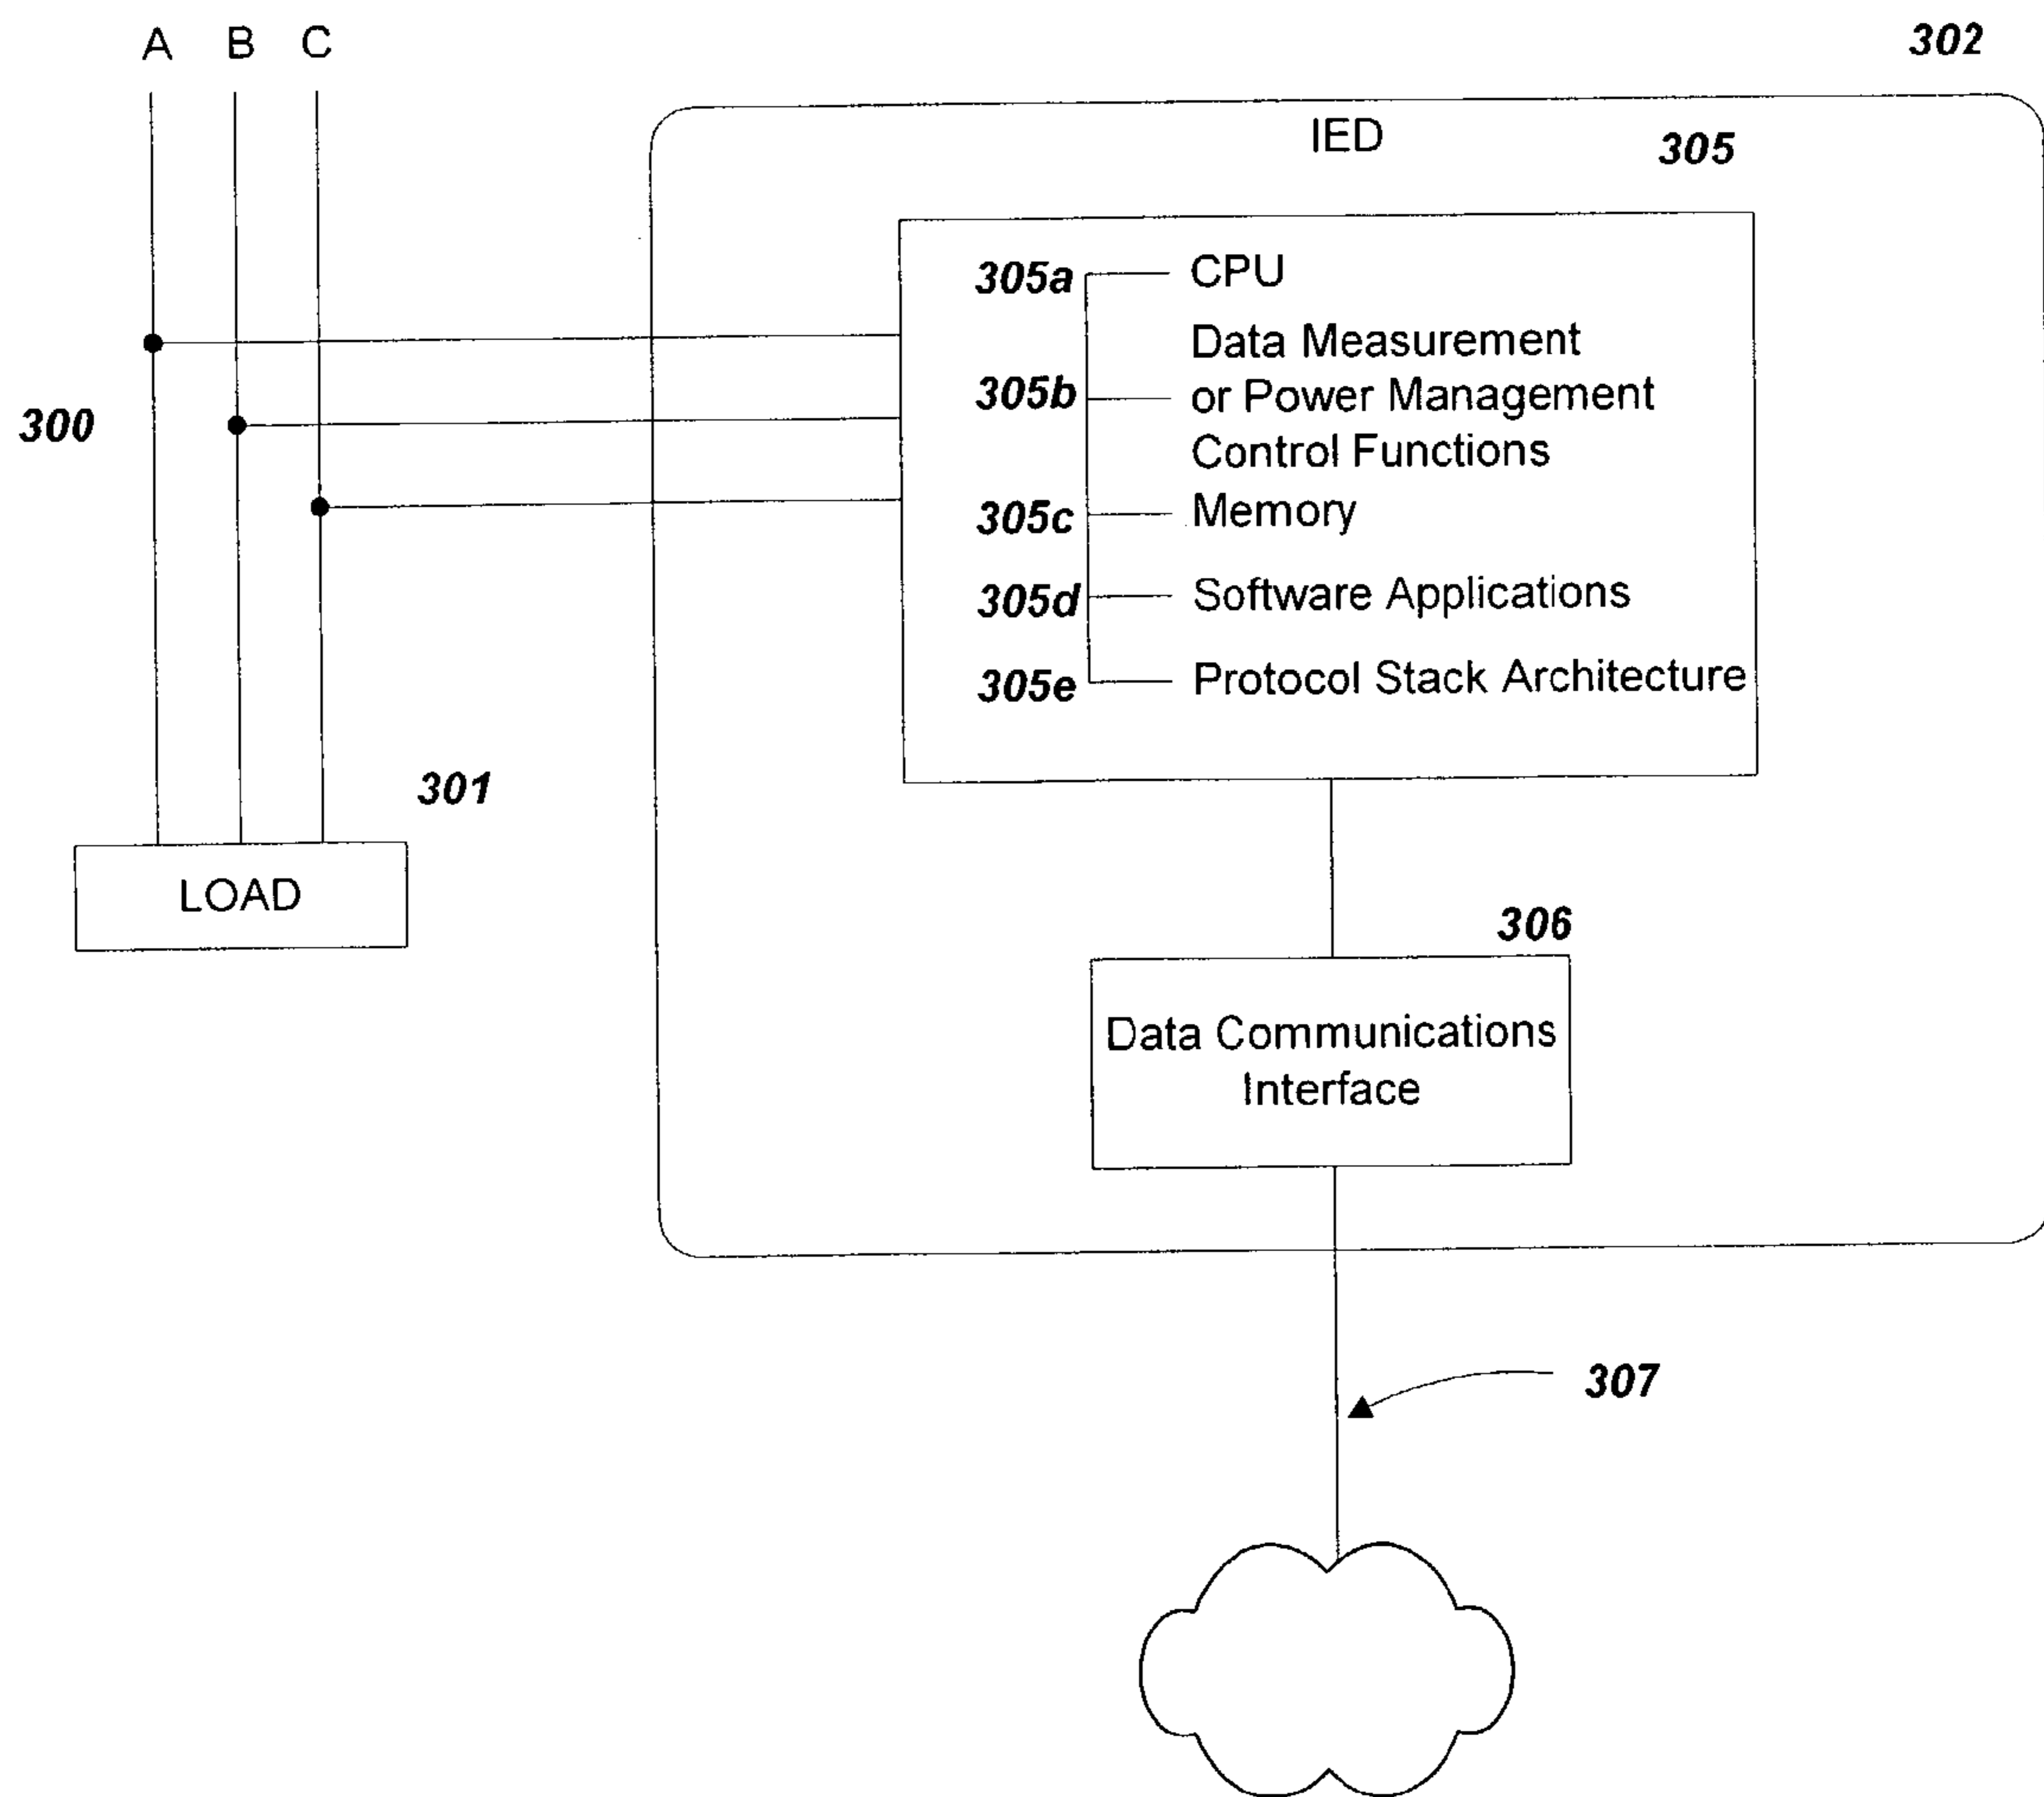 A B C
302
IED
305
305a CPU
Data Measurement
305b or Power Management
Control Functions
300
305c Memory
305d Software Applications
305e Protocol Stack Architecture
301
LOAD
306
Data Communications
Interface
307